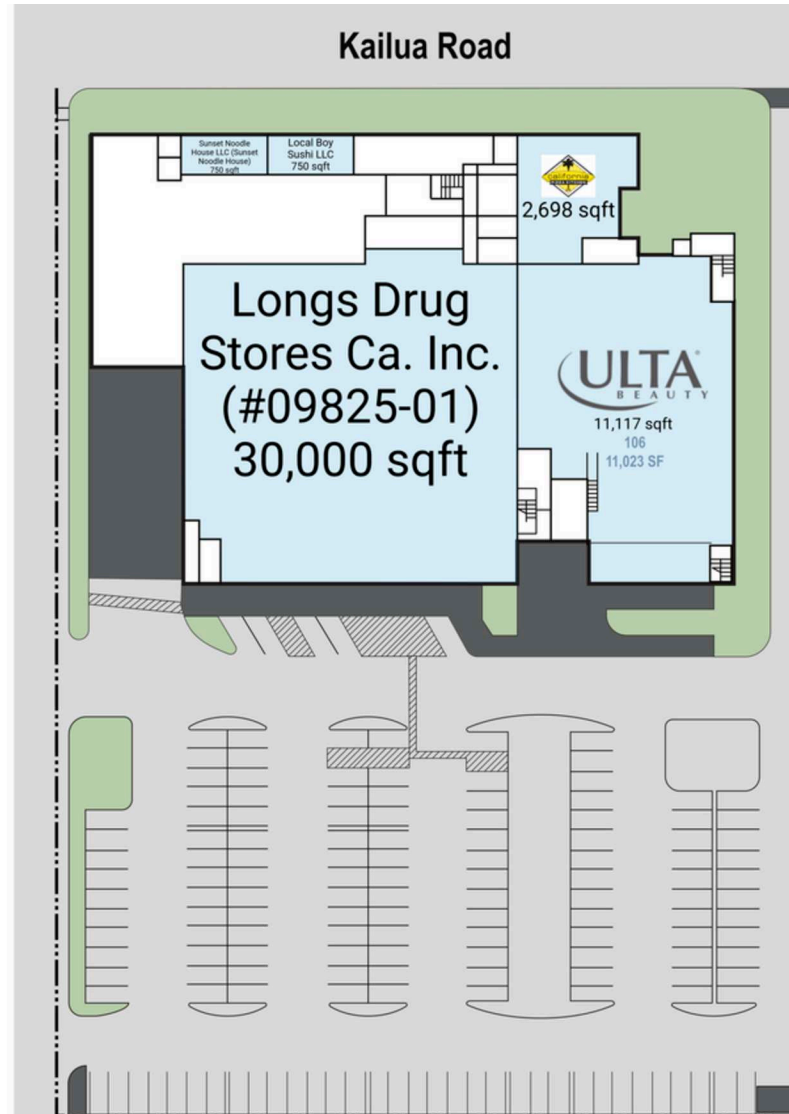 Kailua Road
Sunset Noodle
House LLC (Sunset
Noodle House)
750 sqft
Local Boy
Sushi LLC
750 sqft
california
2,698 sqft
Longs Drug
Stores Ca. Inc.
(#09825-01)
30,000 sqft
ULTA
BEAUTY
11,117 sqft
106
11,023 SF